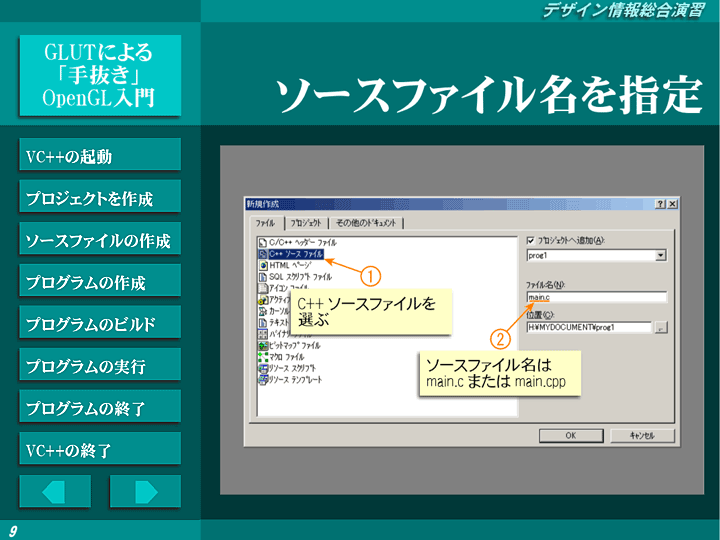 デザイン情報総合演習
GLUTによる
「手抜き」
OpenGL入門
ソースファイル名を指定
VC++の起動
プロジェクトを作成
ソースファイルの作成
プログラムの作成
プログラムのビルド
プログラムの実行
プログラムの終了
VC++の終了
新規作成
ファイル
プロジェクト
その他のドキュメント
C/C++ ヘッダー ファイル
C++ ソース ファイル
HTML ページ
SQL スクリプト ファイル
アイコン ファイル
アクティ
カーソル
テキスト
バイナリ
ビットマップ ファイル
マクロ ファイル
リソース スクリプト
リソース テンプレート
①
C++ ソースファイルを
選ぶ
プロジェクトへ追加(A):
prog1
ファイル名(N):
main.c
位置(C):
H:¥MYDOCUMENT¥prog1
...
②
ソースファイル名は
main.c または main.cpp
OK
キャンセル
9